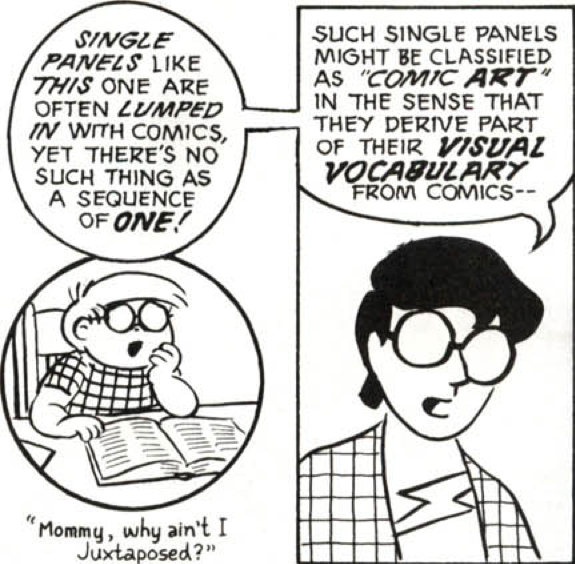 SINGLE
PANELS LIKE
THIS ONE ARE
OFTEN LUMPED
IN WITH COMICS,
YET THERE'S NO
SUCH THING AS
A SEQUENCE
OF ONE!
"Mommy, why ain't I
Juxtaposed?"
SUCH SINGLE PANELS
MIGHT BE CLASSIFIED
AS "COMIC ART"
IN THE SENSE THAT
THEY DERIVE PART
OF THEIR VISUAL
VOCABULARY
FROM COMICS--